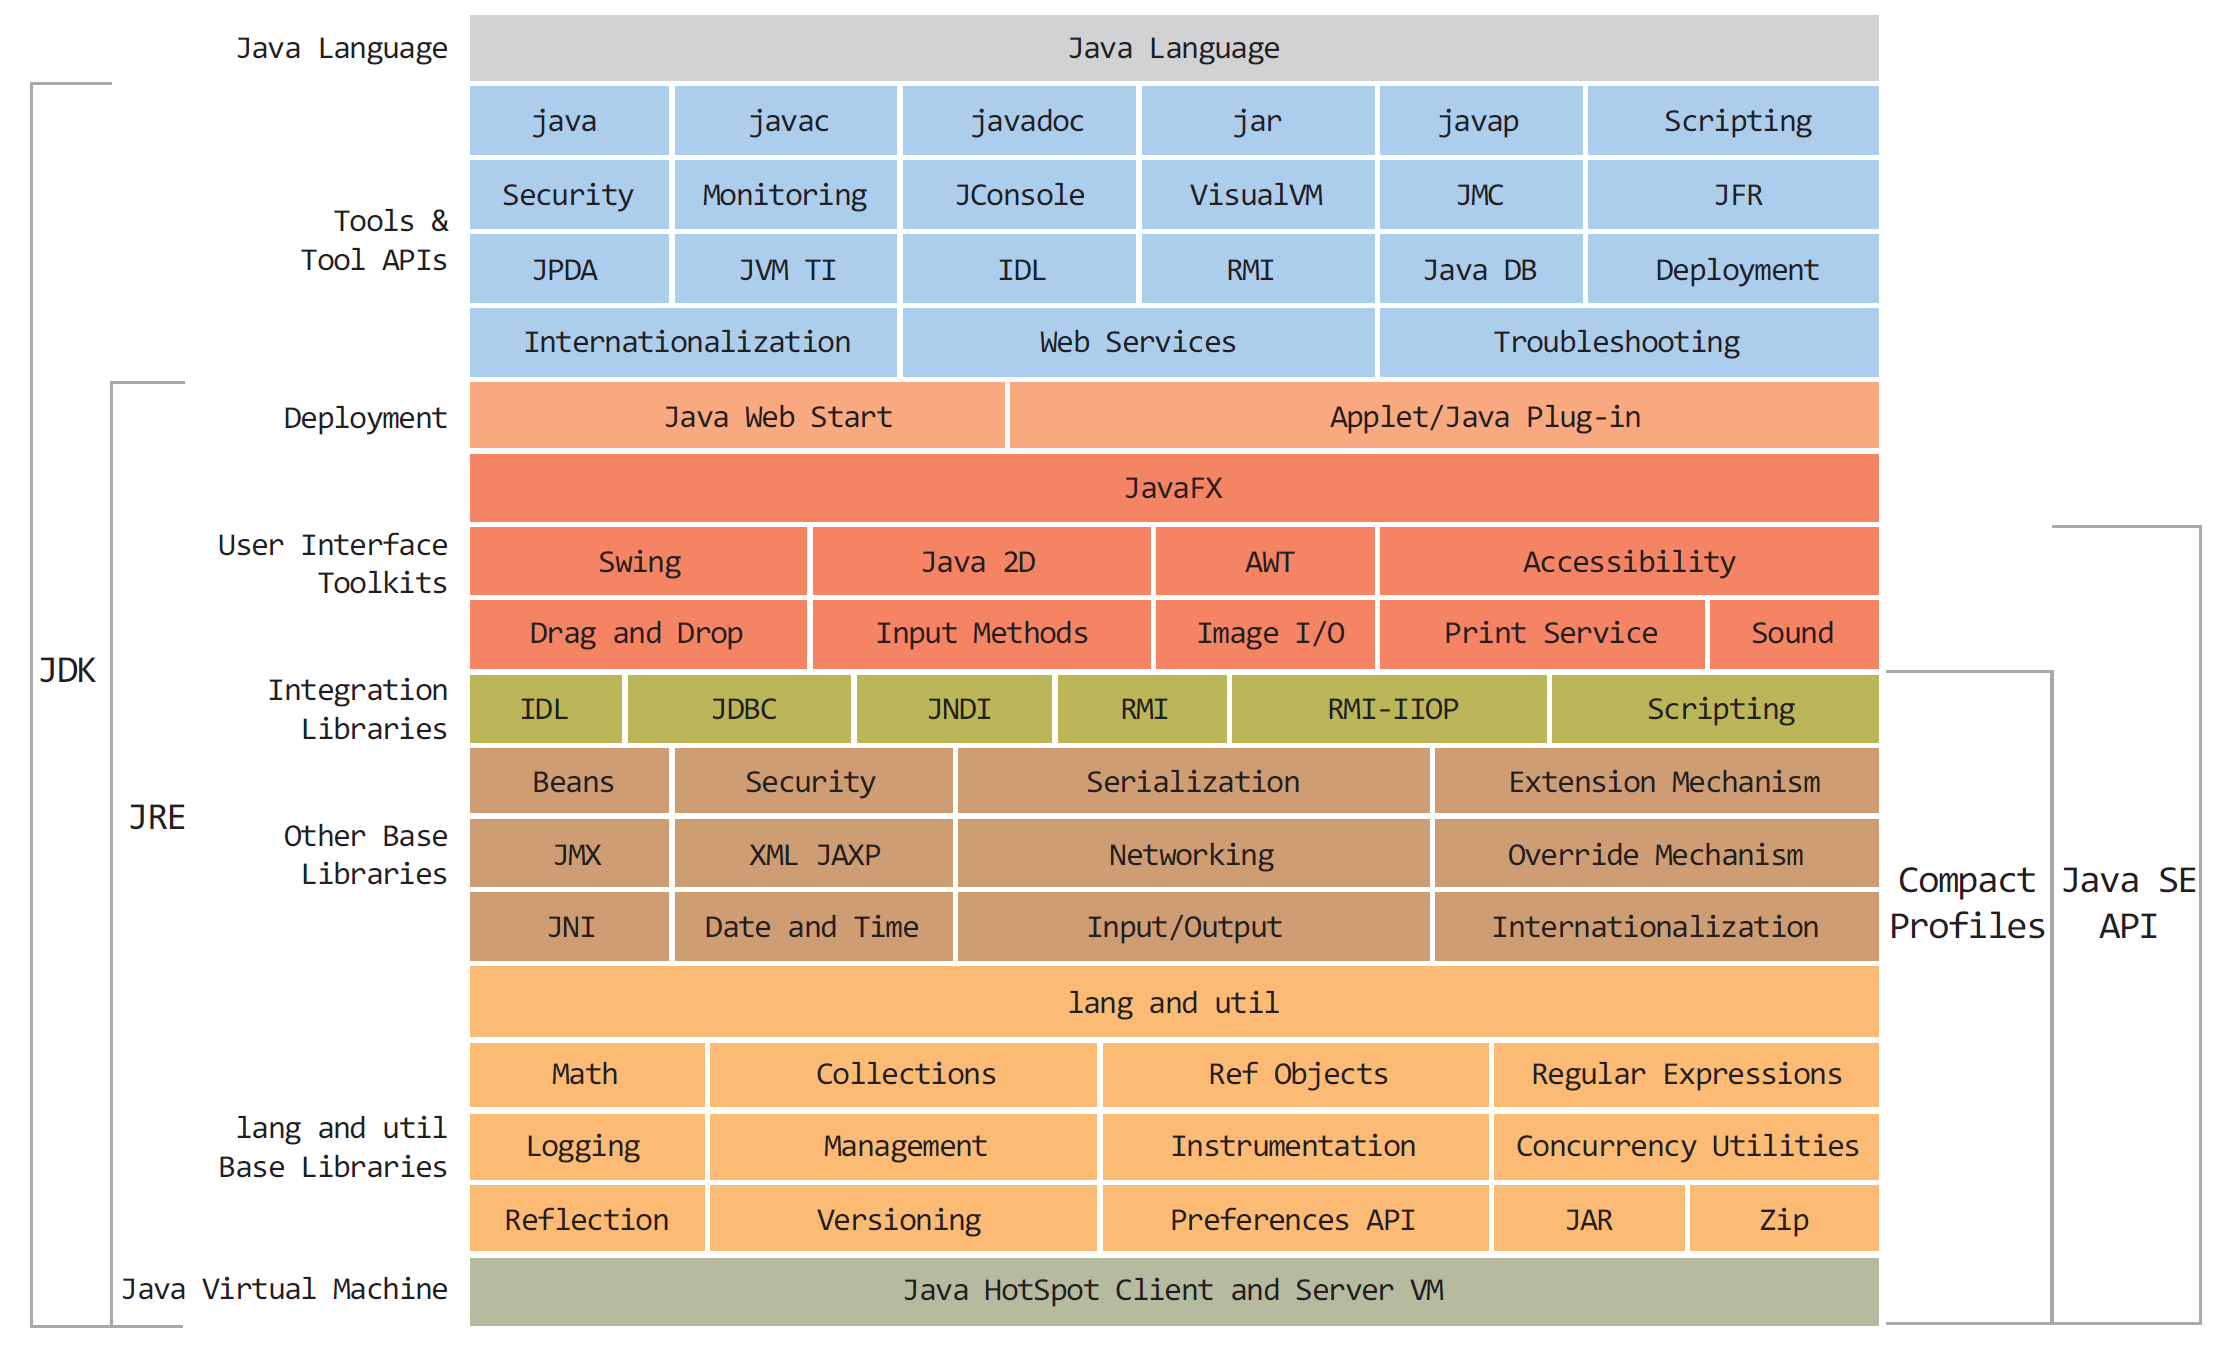 Java Language
Java Language
java javac javadoc jar javap Scripting
Security Monitoring JConsole VisualVM JMC JFR
Tools &
Tool APIs
JPDA JVM TI IDL RMI Java DB Deployment
Internationalization Web Services Troubleshooting
Deployment
Java Web Start Applet/Java Plug-in
JavaFX
User Interface
Toolkits
Swing Java 2D AWT Accessibility
Drag and Drop Input Methods Image I/O Print Service Sound
JDK
Integration
Libraries
IDL JDBC JNDI RMI RMI-IIOP Scripting
Beans Security Serialization Extension Mechanism
JRE
Other Base
Libraries
JMX XML JAXP Networking Override Mechanism
JNI Date and Time Input/Output Internationalization
Compact
Profiles
Java SE
API
lang and util
Math Collections Ref Objects Regular Expressions
lang and util
Base Libraries
Logging Management Instrumentation Concurrency Utilities
Reflection Versioning Preferences API JAR Zip
Java Virtual Machine
Java HotSpot Client and Server VM